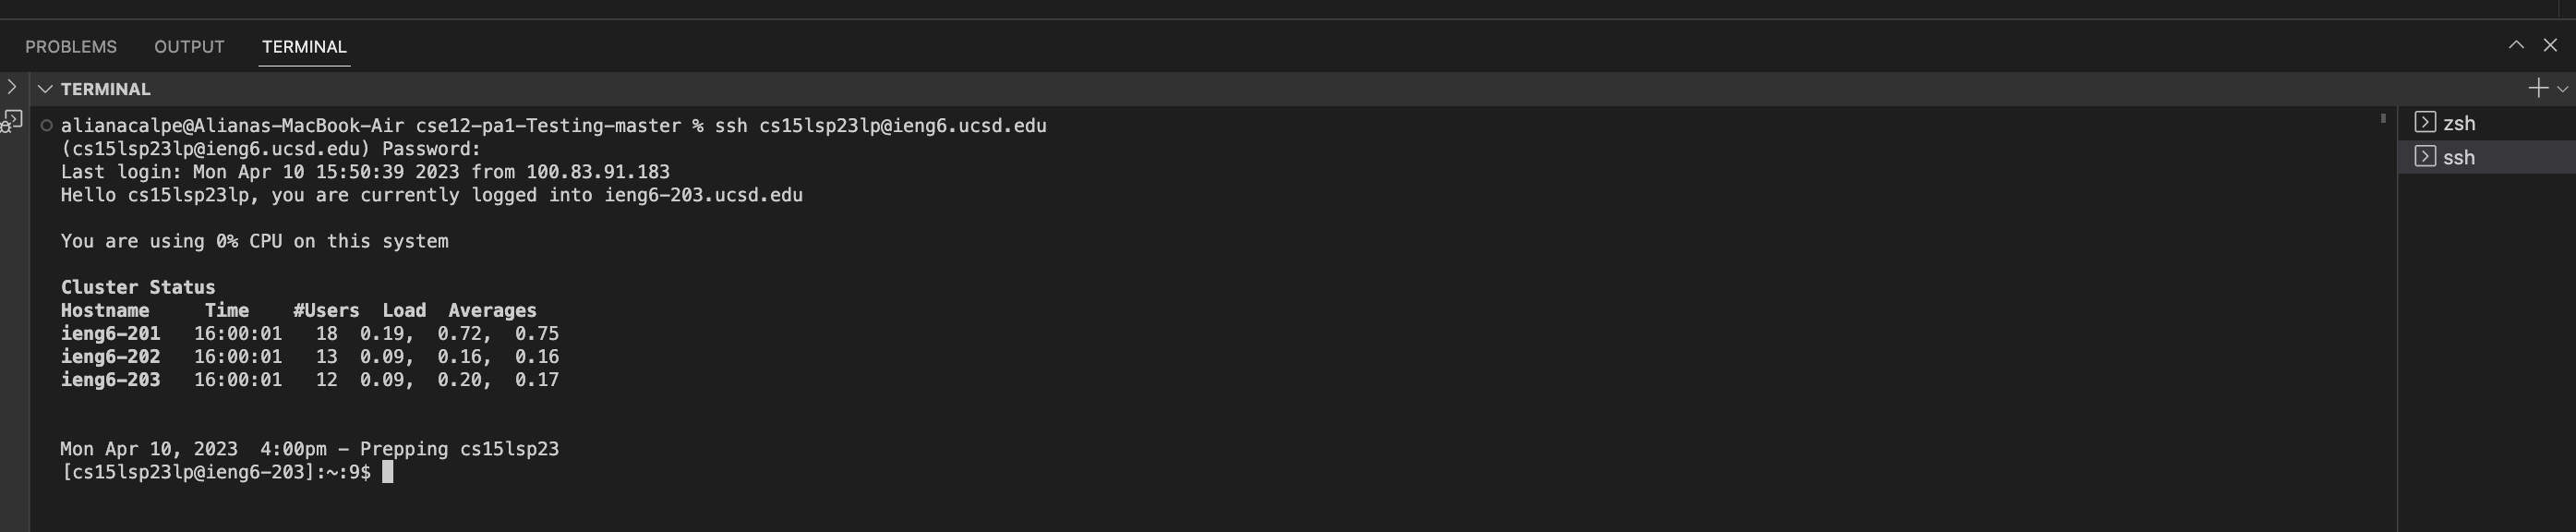 PROBLEMS OUTPUT TERMINAL
TERMINAL
alianacalpe@Alianas-MacBook-Air cse12-pa1-Testing-master % ssh cs15lsp23lp@ieng6.ucsd.edu
(cs15lsp23lp@ieng6.ucsd.edu) Password:
Last login: Mon Apr 10 15:50:39 2023 from 100.83.91.183
Hello cs15lsp23lp, you are currently logged into ieng6-203.ucsd.edu
You are using 0% CPU on this system
Cluster Status
Hostname Time #Users Load Averages
ieng6-201 16:00:01 18 0.19, 0.72, 0.75
ieng6-202 16:00:01 13 0.09, 0.16, 0.16
ieng6-203 16:00:01 12 0.09, 0.20, 0.17
Mon Apr 10, 2023 4:00pm - Prepping cs15lsp23
[cs15lsp23lp@ieng6-203]:~:9$
zsh
ssh